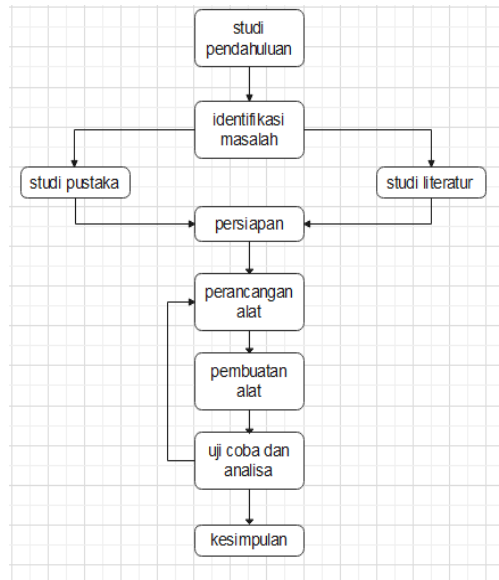 studi
pendahuluan
identifikasi
masalah
studi pustaka
studi literatur
persiapan
perancangan
alat
pembuatan
alat
uji coba dan
analisa
kesimpulan